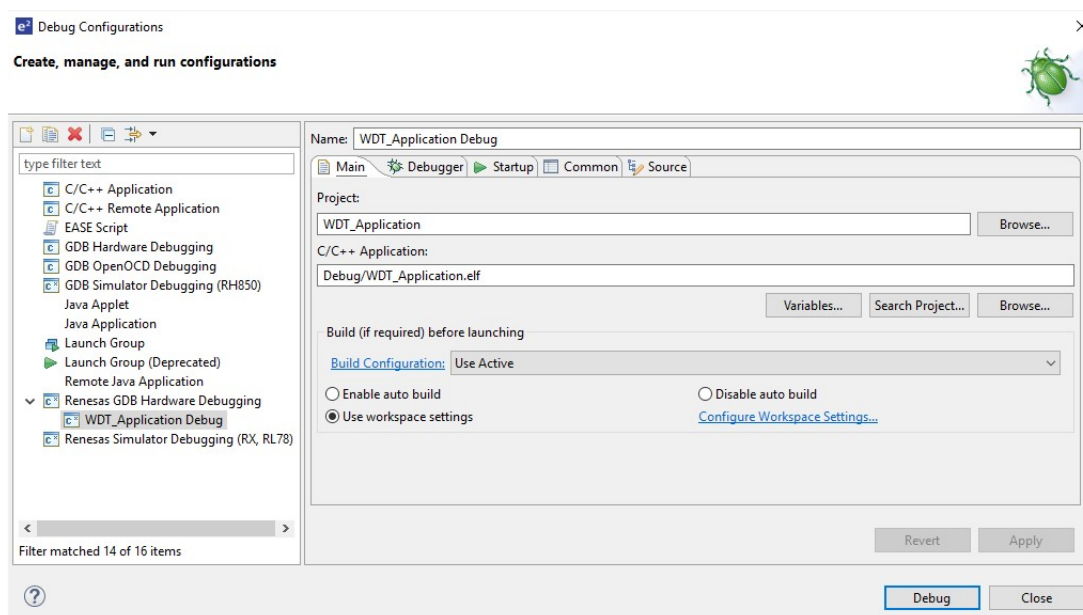 e² Debug Configurations
Create, manage, and run configurations
type filter text
C/C++ Application
C/C++ Remote Application
EASE Script
GDB Hardware Debugging
GDB OpenOCD Debugging
GDB Simulator Debugging (RH850)
Java Applet
Java Application
Launch Group
Launch Group (Deprecated)
Remote Java Application
Renesas GDB Hardware Debugging
WDT_Application Debug
Renesas Simulator Debugging (RX, RL78)
Filter matched 14 of 16 items
Name: WDT_Application Debug
Main Debugger Startup Common Source
Project:
WDT_Application Browse...
C/C++ Application:
Debug/WDT_Application.elf
Variables... Search Project... Browse...
Build (if required) before launching
Build Configuration: Use Active
Enable auto build Disable auto build
Use workspace settings Configure Workspace Settings...
Revert Apply
Debug Close